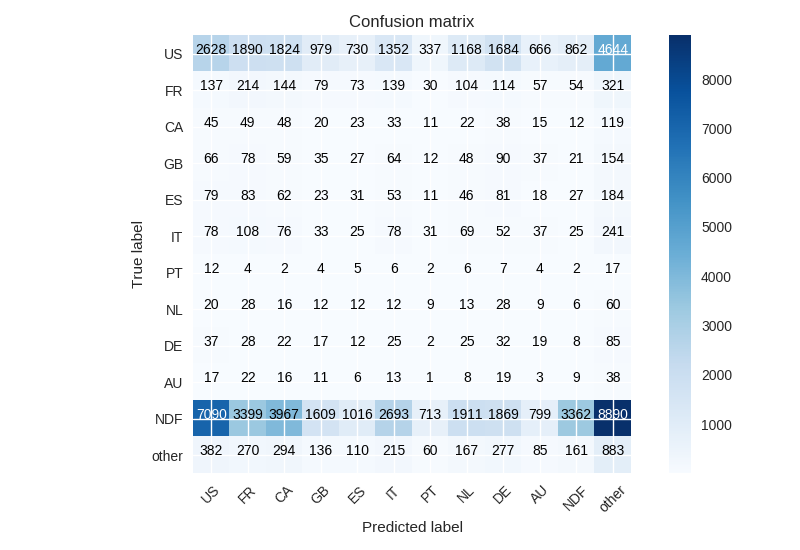 Confusion matrix
US 2628 1890 1824 979 730 1352 337 1168 1684 666 862 4644
FR 137 214 144 79 73 139 30 104 114 57 54 321
CA 45 49 48 20 23 33 11 22 38 15 12 119
GB 66 78 59 35 27 64 12 48 90 37 21 154
ES 79 83 62 23 31 53 11 46 81 18 27 184
IT 78 108 76 33 25 78 31 69 52 37 25 241
PT 12 4 2 4 5 6 2 6 7 4 2 17
NL 20 28 16 12 12 12 9 13 28 9 6 60
DE 37 28 22 17 12 25 2 25 32 19 8 85
AU 17 22 16 11 6 13 1 8 19 3 9 38
NDF 7090 3399 3967 1609 1016 2693 713 1911 1869 799 3362 8890
other 382 270 294 136 110 215 60 167 277 85 161 883
US FR CA GB ES IT PT NL DE AU NDF other
Predicted label
True label
8000
7000
6000
5000
4000
3000
2000
1000